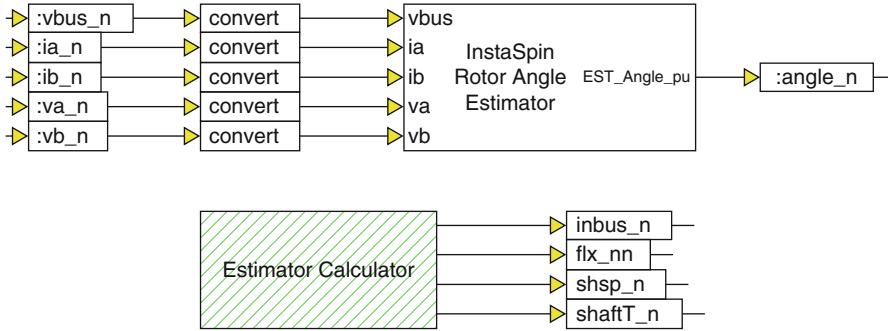 :vbus_n convert vbus
:ia_n convert ia
:ib_n convert ib
:va_n convert va
:vb_n convert vb
InstaSpin
Rotor Angle
Estimator
EST_Angle_pu
:angle_n
Estimator Calculator
inbus_n
flx_nn
shsp_n
shaftT_n